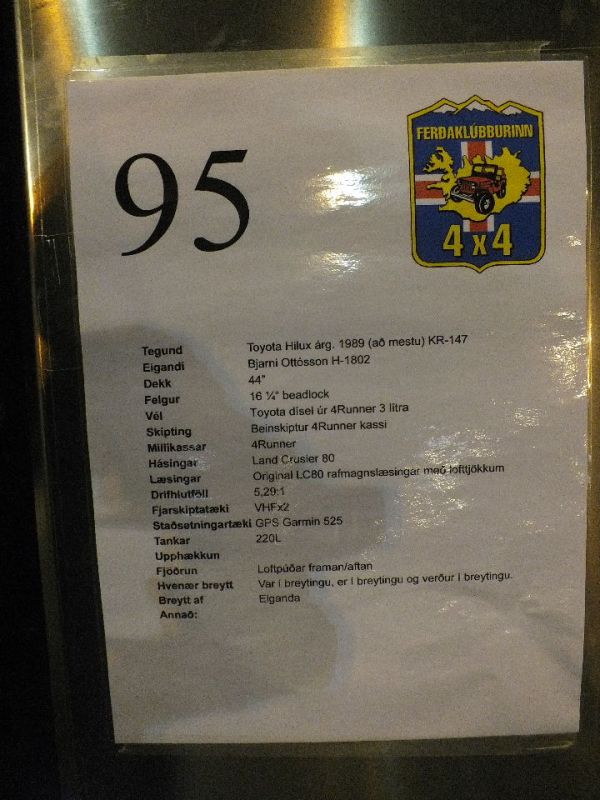 95
FERÐAKLÚBBURINN
4x4
Tegund Toyota Hilux árg. 1989 (að mestu) KR-147
Eigandi Bjarni Ottósson H-1802
Dekk 44"
Felgur 16 ¼" beadlock
Vél Toyota dísel úr 4Runner 3 lítra
Skipting Beinskiptur 4Runner kassi
Millikassar 4Runner
Hásingar Land Crusier 80
Læsingar Original LC80 rafmagnslæsingar með lofttjökkum
Drifhlutföll 5,29:1
Fjarskiptatæki VHFx2
Staðsetningartæki GPS Garmin 525
Tankar 220L
Upphækkun
Fjöðrun Loftpúðar framan/aftan
Hvenær breytt Var í breytingu, er í breytingu og verður í breytingu.
Breytt af Eiganda
Annað: